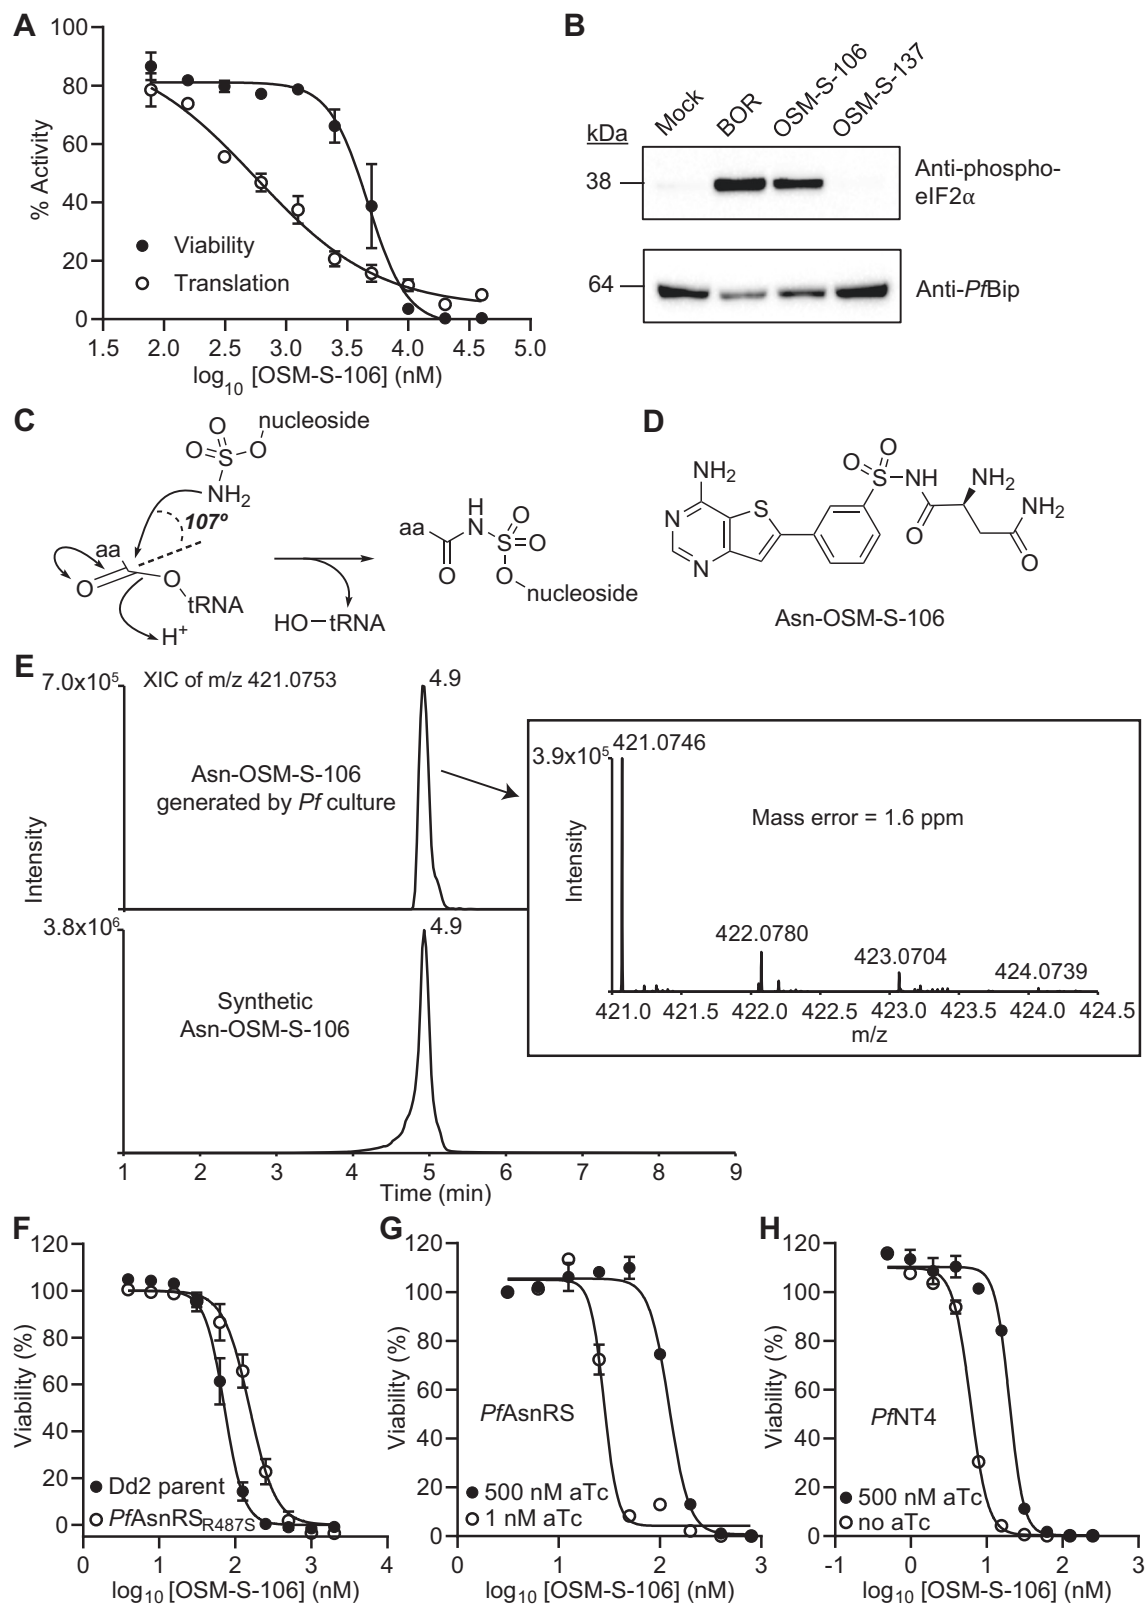 A
100
80
60
40
20
0
% Activity
Viability
Translation
1.5 2.0 2.5 3.0 3.5 4.0 4.5 5.0
log10 [OSM-S-106] (nM)
B
Mock BOR OSM-S-106 OSM-S-137
kDa
38
Anti-phospho-
eIF2α
64
Anti-PfBip
C
O nucleoside
O S O
NH2
107º
aa
O O
tRNA
H+
HO tRNA
H
aa N O
S O
O O
nucleoside
D
NH2
N
N
S
O O
S NH
O
NH2
NH2
O
Asn-OSM-S-106
E
7.0x10⁵ XIC of m/z 421.0753 4.9
Asn-OSM-S-106
generated by Pf culture
Intensity
3.8x10⁶ 4.9
Synthetic
Asn-OSM-S-106
1 2 3 4 5 6 7 8 9
Time (min)
3.9x10⁵ 421.0746
Mass error = 1.6 ppm
Intensity
422.0780
423.0704
424.0739
421.0 421.5 422.0 422.5 423.0 423.5 424.0 424.5
m/z
F
120
100
80
60
40
20
0
Viability (%)
Dd2 parent
PfAsnRSR487S
0 1 2 3 4
log10 [OSM-S-106] (nM)
G
120
100
80
60
40
20
0
Viability (%)
PfAsnRS
500 nM aTc
1 nM aTc
0 1 2 3
log10 [OSM-S-106] (nM)
H
120
100
80
60
40
20
0
Viability (%)
PfNT4
500 nM aTc
no aTc
-1 0 1 2 3
log10 [OSM-S-106] (nM)